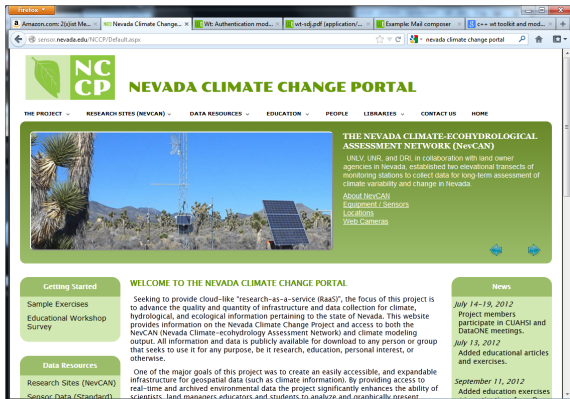 Firefox
Amazon.com: 2(x)ist Me...
Nevada Climate Change...
Wt: Authentication mod...
wt-sdj.pdf (application/...
Example: Mail composer
c++ wt toolkit and mod...
sensor.nevada.edu/NCCP/Default.aspx
nevada climate change portal
NC
CP
NEVADA CLIMATE CHANGE PORTAL
THE PROJECT RESEARCH SITES (NEVCAN) DATA RESOURCES EDUCATION PEOPLE LIBRARIES CONTACT US HOME
THE NEVADA CLIMATE-ECOHYDROLOGICAL
ASSESSMENT NETWORK (NevCAN)
UNLV, UNR, and DRI, in collaboration with land owner
agencies in Nevada, established two elevational transects of
monitoring stations to collect data for long-term assessment of
climate variability and change in Nevada
About NevCAN
Equipment / Sensors
Locations
Web Cameras
Getting Started
Sample Exercises
Educational Workshop
Survey
Data Resources
Research Sites (NevCAN)
Sensor Data (Standard)
WELCOME TO THE NEVADA CLIMATE CHANGE PORTAL
Seeking to provide cloud-like "research-as-a-service (RaaS)", the focus of this project is
to advance the quality and quantity of infrastructure and data collection for climate,
hydrological, and ecological information pertaining to the state of Nevada. This website
provides information on the Nevada Climate Change Project and access to both the
NevCAN (Nevada Climate-ecohydrology Assessment Network) and climate modeling
output. All information and data is publicly available for download to any person or group
that seeks to use it for any purpose, be it research, education, personal interest, or
otherwise.
One of the major goals of this project was to create an easily accessible, and expandable
infrastructure for geospatial data (such as climate information). By providing access to
real-time and archived environmental data the project significantly enhances the ability of
scientists, land managers educators and students to analyze and graphically present
News
July 14-19, 2012
Project members
participate in CUAHSI and
DataONE meetings.
July 13, 2012
Added educational articles
and exercises.
September 11, 2012
Added education exercises